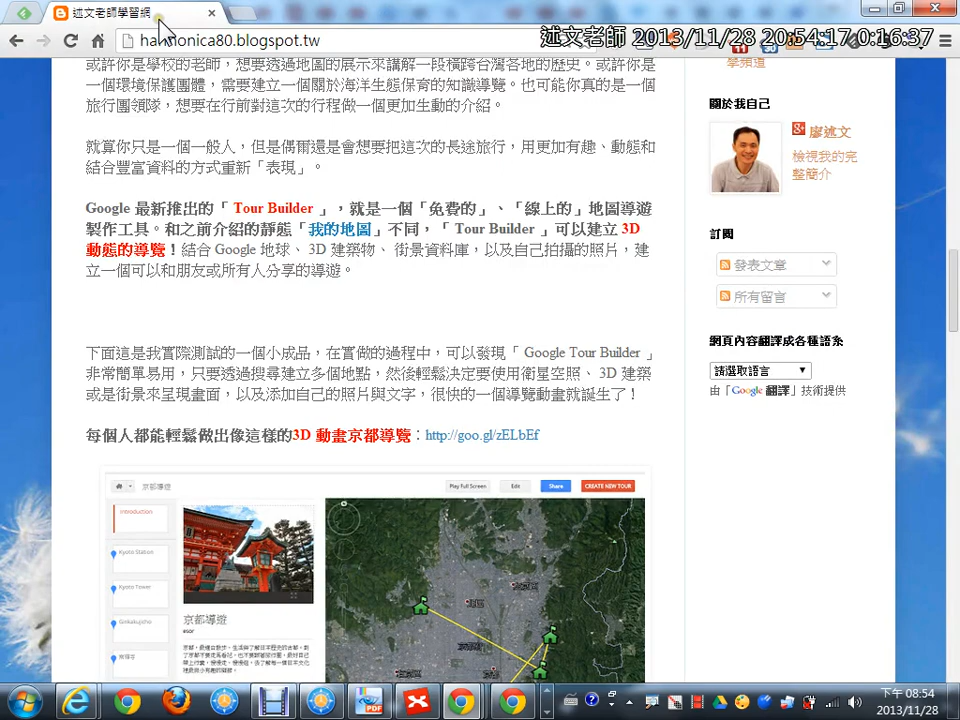 述文老師學習網
harmonica80.blogspot.tw
述文老師 2013/11/28 20:54:17 0:16:37
或許你是學校的老師，想要透過地圖的展示來講解一段橫跨台灣各地的歷史。或許你是
一個環境保護團體，需要建立一個關於海洋生態保育的知識導覽。也可能你真的是一個
旅行團領隊，想要在行前對這次的行程做一個更加生動的介紹。
就算你只是一個一般人，但是偶爾還是會想要把這次的長途旅行，用更加有趣、動態和
結合豐富資料的方式重新「表現」。
Google 最新推出的「 Tour Builder 」，就是一個「免費的」、「線上的」地圖導遊
製作工具。和之前介紹的靜態「我的地圖」不同，「 Tour Builder 」可以建立 3D
動態的導覽！結合 Google 地球、 3D 建築物、 街景資料庫，以及自己拍攝的照片，建
立一個可以和朋友或所有人分享的導遊。
下面這是我實際測試的一個小成品，在實做的過程中，可以發現「 Google Tour Builder 」
非常簡單易用，只要透過搜尋建立多個地點，然後輕鬆決定要使用衛星空照、 3D 建築
或是街景來呈現畫面，以及添加自己的照片與文字，很快的一個導覽動畫就誕生了！
每個人都能輕鬆做出像這樣的3D 動畫京都導覽：http://goo.gl/zELbEf
京都導遊
Play Full Screen
Edit
Share
CREATE NEW TOUR
Introduction
Kyoto Station
Kyoto Tower
Ginkakujicho
京都導遊
esor
學頻道
關於我自己
廖述文
檢視我的完
整簡介
訂閱
發表文章
所有留言
網頁內容翻譯成各種語系
請選取語言
由「Google 翻譯」技術提供
下午 08:54
2013/11/28